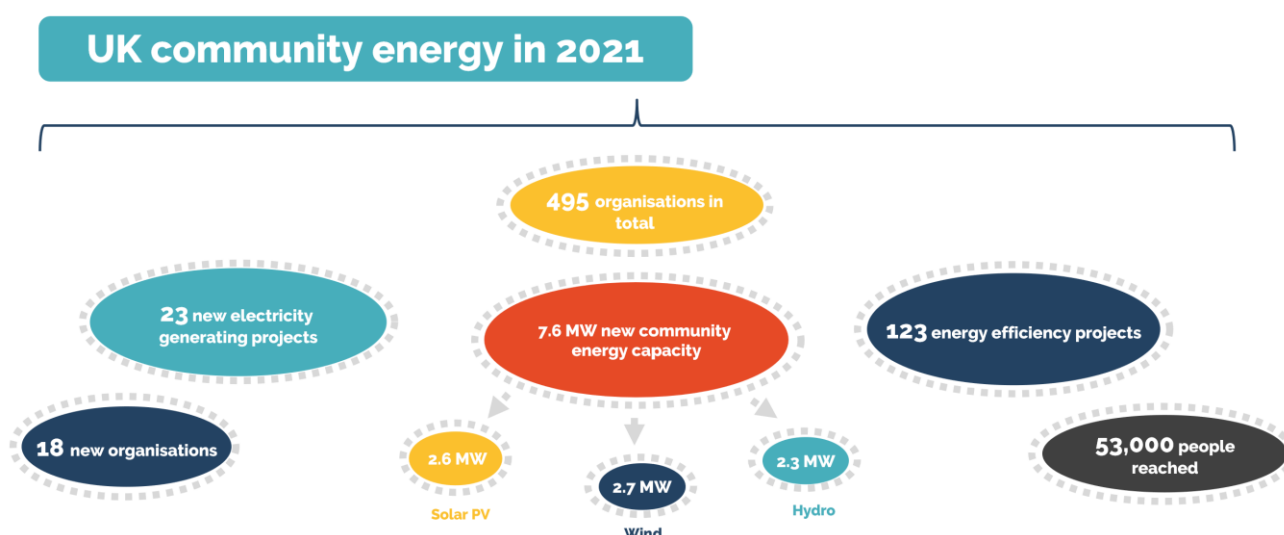 UK community energy in 2021
495 organisations in
total
23 new electricity
generating projects
7.6 MW new community
energy capacity
123 energy efficiency projects
18 new organisations
2.6 MW
Solar PV
2.7 MW
Wind
2.3 MW
Hydro
53,000 people
reached